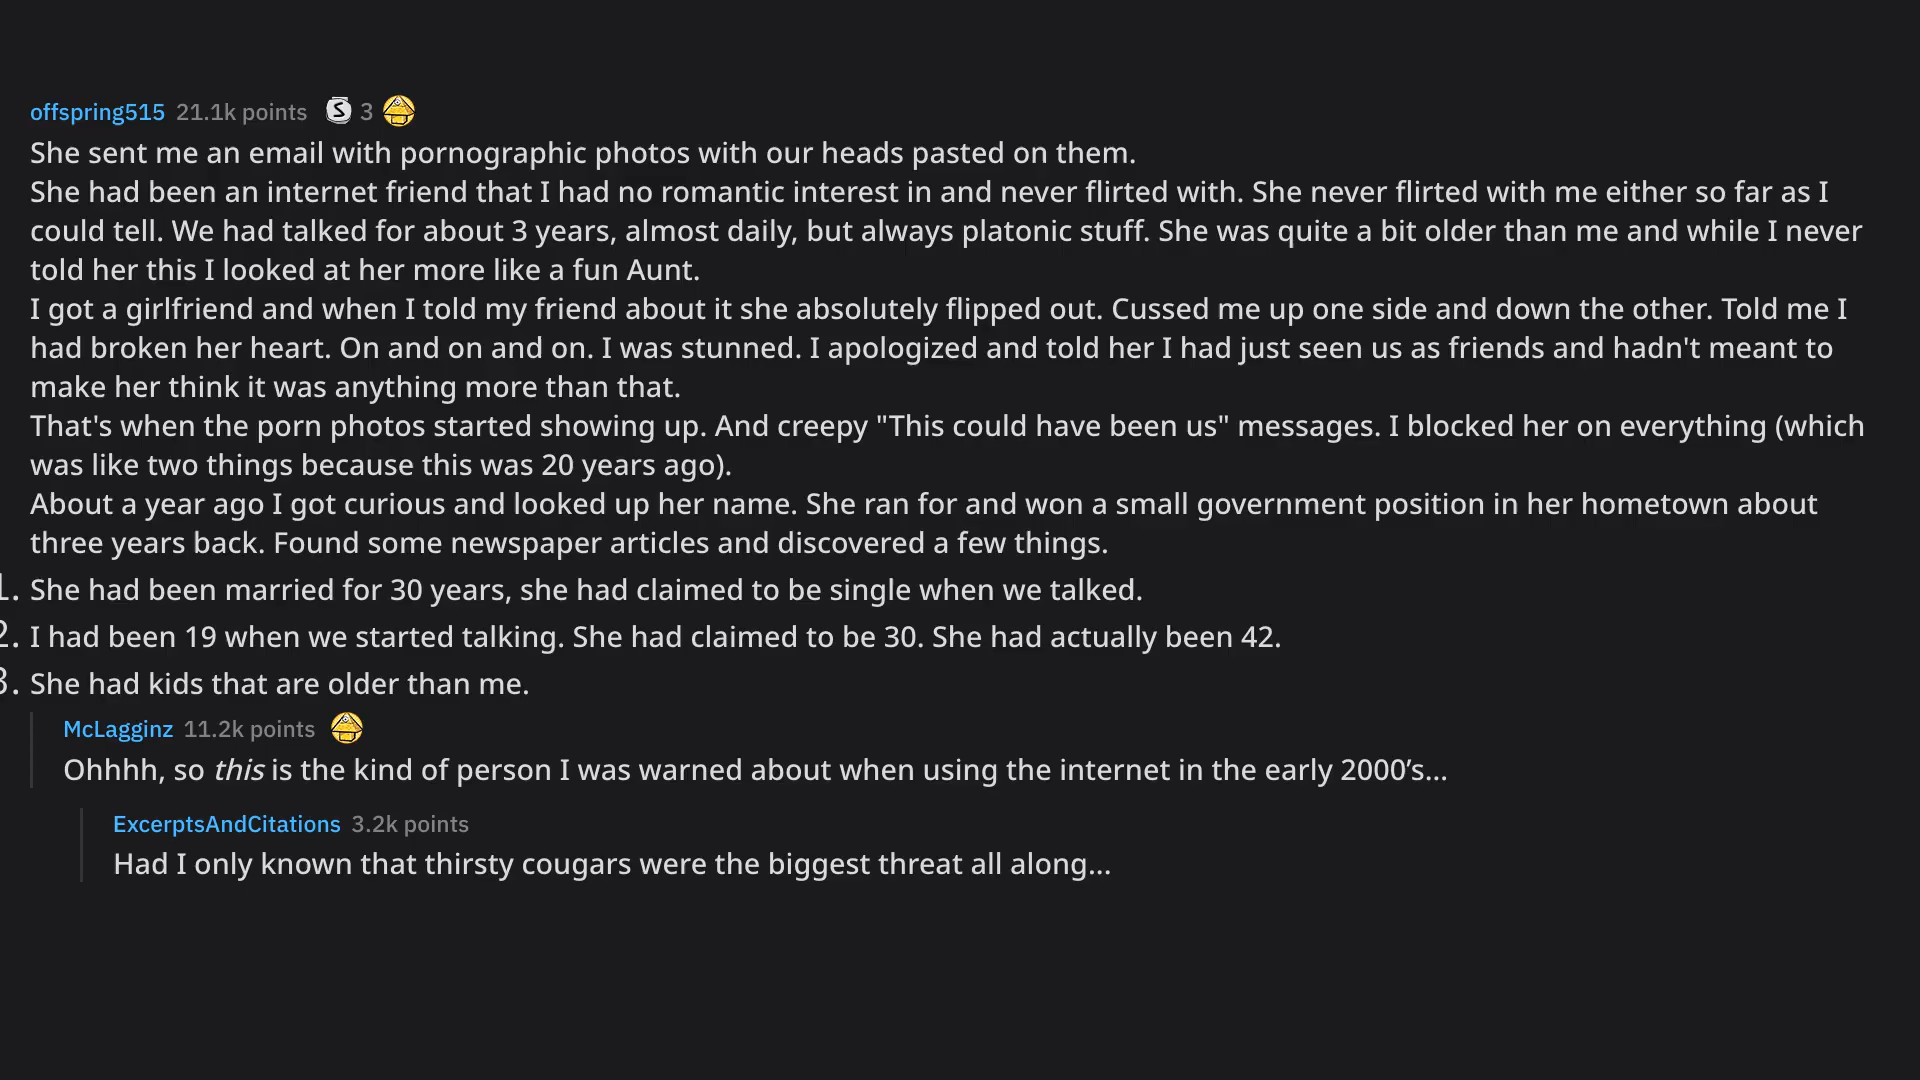 offspring515 21.1k points S 3
She sent me an email with pornographic photos with our heads pasted on them.
She had been an internet friend that I had no romantic interest in and never flirted with. She never flirted with me either so far as I
could tell. We had talked for about 3 years, almost daily, but always platonic stuff. She was quite a bit older than me and while I never
told her this I looked at her more like a fun Aunt.
I got a girlfriend and when I told my friend about it she absolutely flipped out. Cussed me up one side and down the other. Told me I
had broken her heart. On and on and on. I was stunned. I apologized and told her I had just seen us as friends and hadn't meant to
make her think it was anything more than that.
That's when the porn photos started showing up. And creepy "This could have been us" messages. I blocked her on everything (which
was like two things because this was 20 years ago).
About a year ago I got curious and looked up her name. She ran for and won a small government position in her hometown about
three years back. Found some newspaper articles and discovered a few things.
1. She had been married for 30 years, she had claimed to be single when we talked.
2. I had been 19 when we started talking. She had claimed to be 30. She had actually been 42.
3. She had kids that are older than me.
McLagginz 11.2k points
Ohhhh, so this is the kind of person I was warned about when using the internet in the early 2000’s...
ExcerptsAndCitations 3.2k points
Had I only known that thirsty cougars were the biggest threat all along...